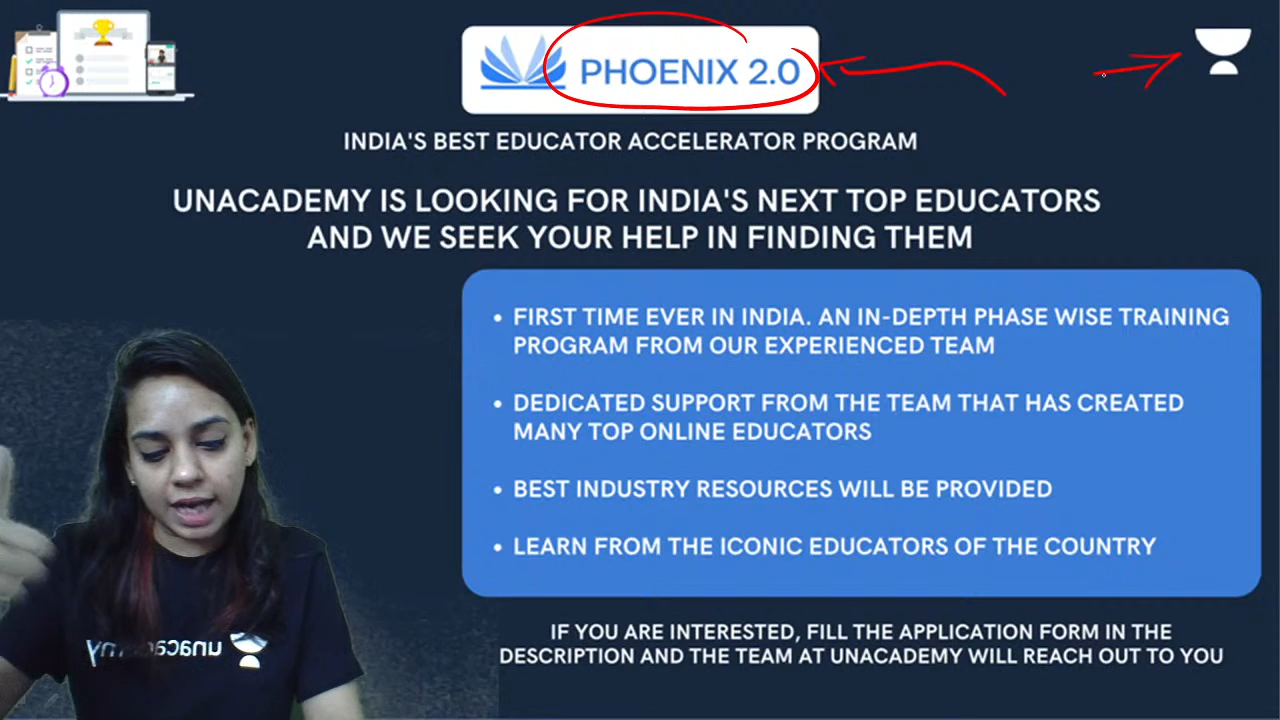 PHOENIX 2.0
INDIA'S BEST EDUCATOR ACCELERATOR PROGRAM
UNACADEMY IS LOOKING FOR INDIA'S NEXT TOP EDUCATORS
AND WE SEEK YOUR HELP IN FINDING THEM
• FIRST TIME EVER IN INDIA. AN IN-DEPTH PHASE WISE TRAINING
PROGRAM FROM OUR EXPERIENCED TEAM
• DEDICATED SUPPORT FROM THE TEAM THAT HAS CREATED
MANY TOP ONLINE EDUCATORS
• BEST INDUSTRY RESOURCES WILL BE PROVIDED
• LEARN FROM THE ICONIC EDUCATORS OF THE COUNTRY
IF YOU ARE INTERESTED, FILL THE APPLICATION FORM IN THE
DESCRIPTION AND THE TEAM AT UNACADEMY WILL REACH OUT TO YOU
unacademy